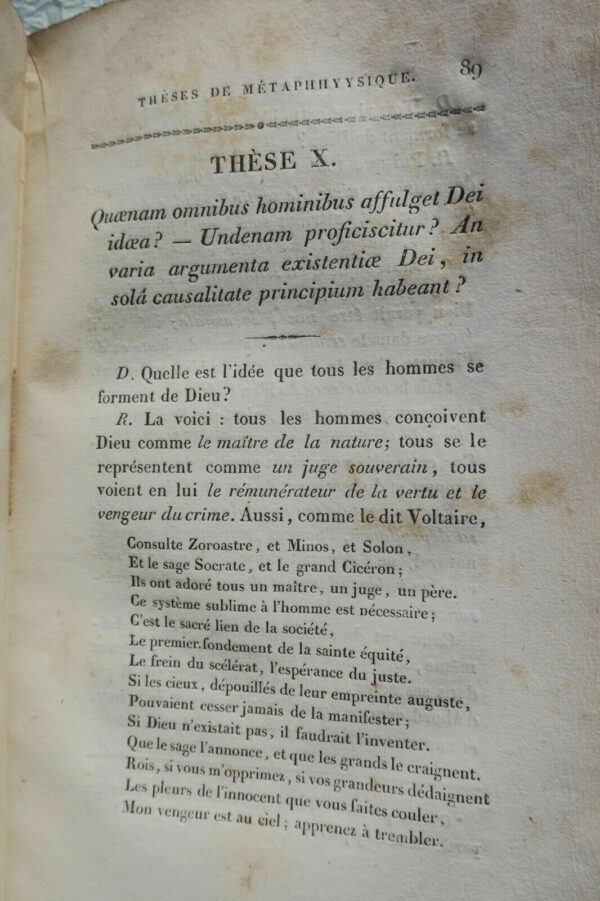 THÈSES DE MÉTAPHHYYSIQUE. 89
THÈSE X.
Quænam omnibus hominibus affulget Dei
idæa? — Undenam proficiscitur? An
varia argumenta existentiæ Dei, in
solâ causalitate principium habeant?
D. Quelle est l'idée que tous les hommes se
forment de Dieu?
R. La voici : tous les hommes conçoivent
Dieu comme le maître de la nature; tous se le
représentent comme un juge souverain, tous
voient en lui le rémunérateur de la vertu et le
vengeur du crime. Aussi, comme le dit Voltaire,
Consulte Zoroastre, et Minos, et Solon,
Et le sage Socrate, et le grand Cicéron;
Ils ont adoré tous un maître, un juge, un père.
Ce système sublime à l'homme est nécessaire;
C'est le sacré lien de la société,
Le premier fondement de la sainte équité,
Le frein du scélérat, l'espérance du juste.
Si les cieux, dépouillés de leur empreinte auguste,
Pouvaient cesser jamais de la manifester;
Si Dieu n'existait pas, il faudrait l'inventer.
Que le sage l'annonce, et que les grands le craignent.
Rois, si vous m'opprimez, si vos grandeurs dédaignent
Les pleurs de l'innocent que vous faites couler,
Mon vengeur est au ciel; apprenez à trembler.